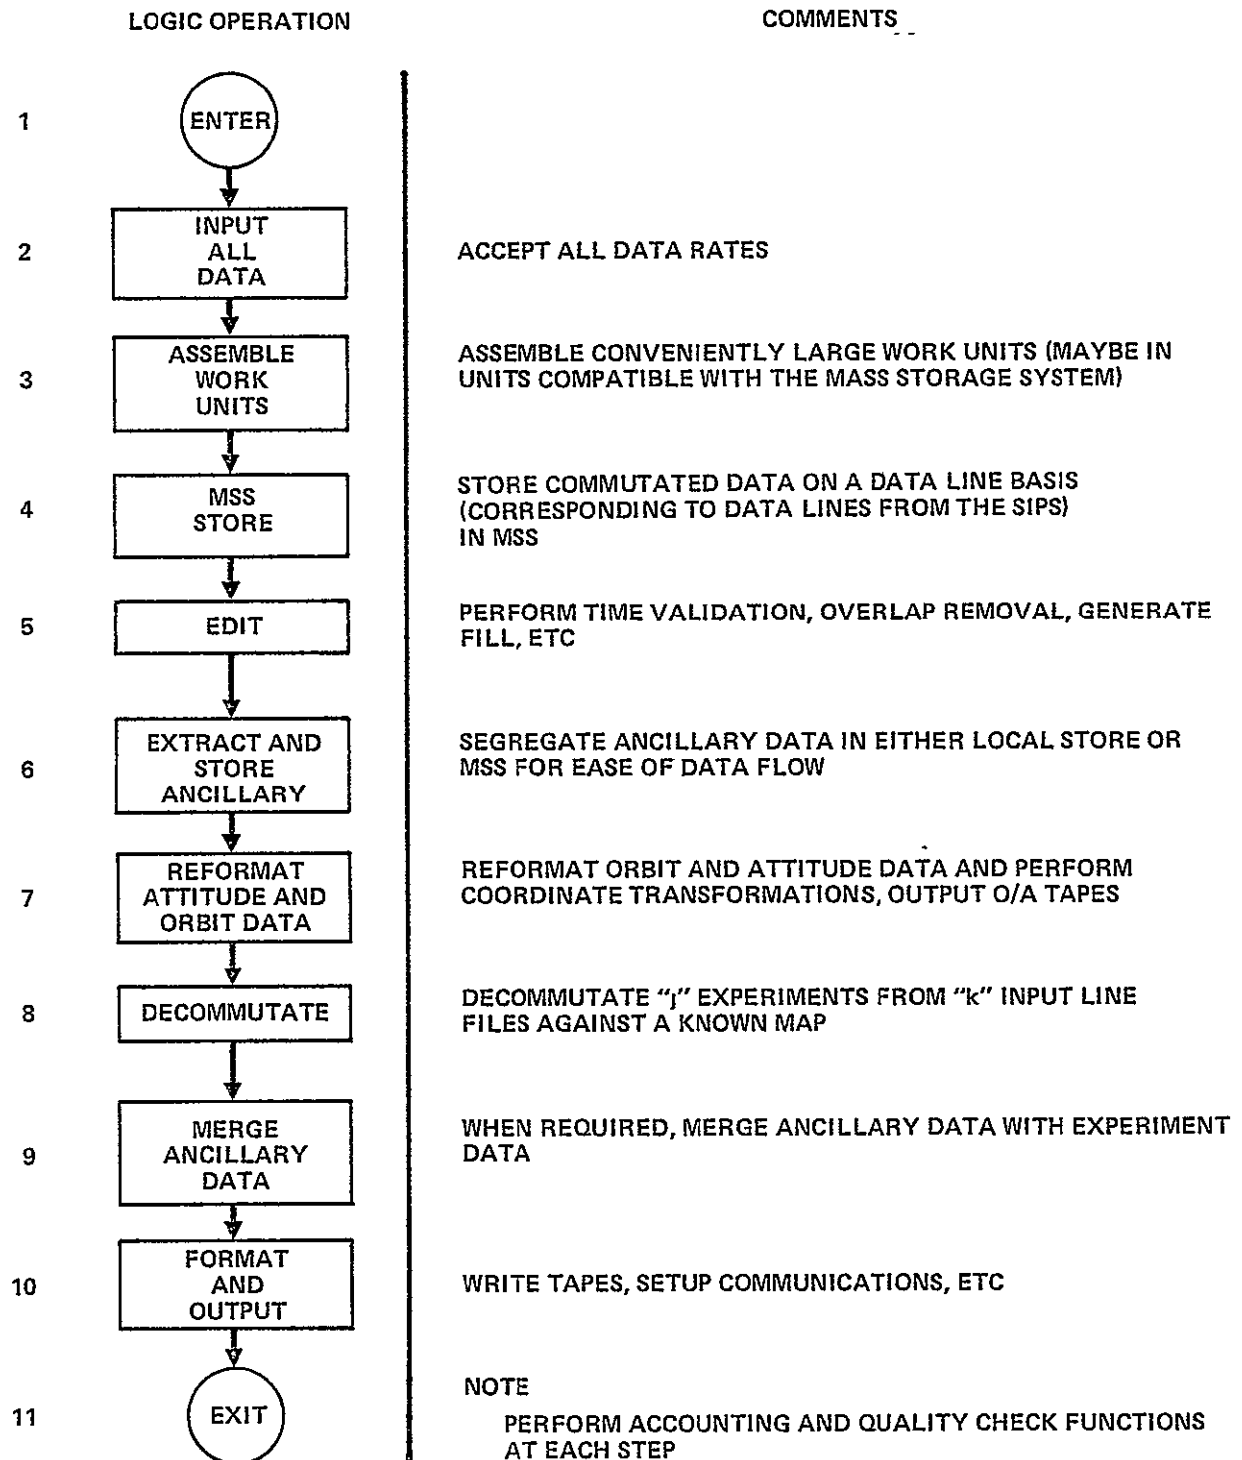 LOGIC OPERATION
COMMENTS
1
ENTER
2
INPUT
ALL
DATA
ACCEPT ALL DATA RATES
3
ASSEMBLE
WORK
UNITS
ASSEMBLE CONVENIENTLY LARGE WORK UNITS (MAYBE IN
UNITS COMPATIBLE WITH THE MASS STORAGE SYSTEM)
4
MSS
STORE
STORE COMMUTATED DATA ON A DATA LINE BASIS
(CORRESPONDING TO DATA LINES FROM THE SIPS)
IN MSS
5
EDIT
PERFORM TIME VALIDATION, OVERLAP REMOVAL, GENERATE
FILL, ETC
6
EXTRACT AND
STORE
ANCILLARY
SEGREGATE ANCILLARY DATA IN EITHER LOCAL STORE OR
MSS FOR EASE OF DATA FLOW
7
REFORMAT
ATTITUDE AND
ORBIT DATA
REFORMAT ORBIT AND ATTITUDE DATA AND PERFORM
COORDINATE TRANSFORMATIONS, OUTPUT O/A TAPES
8
DECOMMUTATE
DECOMMUTATE "j" EXPERIMENTS FROM "k" INPUT LINE
FILES AGAINST A KNOWN MAP
9
MERGE
ANCILLARY
DATA
WHEN REQUIRED, MERGE ANCILLARY DATA WITH EXPERIMENT
DATA
10
FORMAT
AND
OUTPUT
WRITE TAPES, SETUP COMMUNICATIONS, ETC
11
EXIT
NOTE
PERFORM ACCOUNTING AND QUALITY CHECK FUNCTIONS
AT EACH STEP